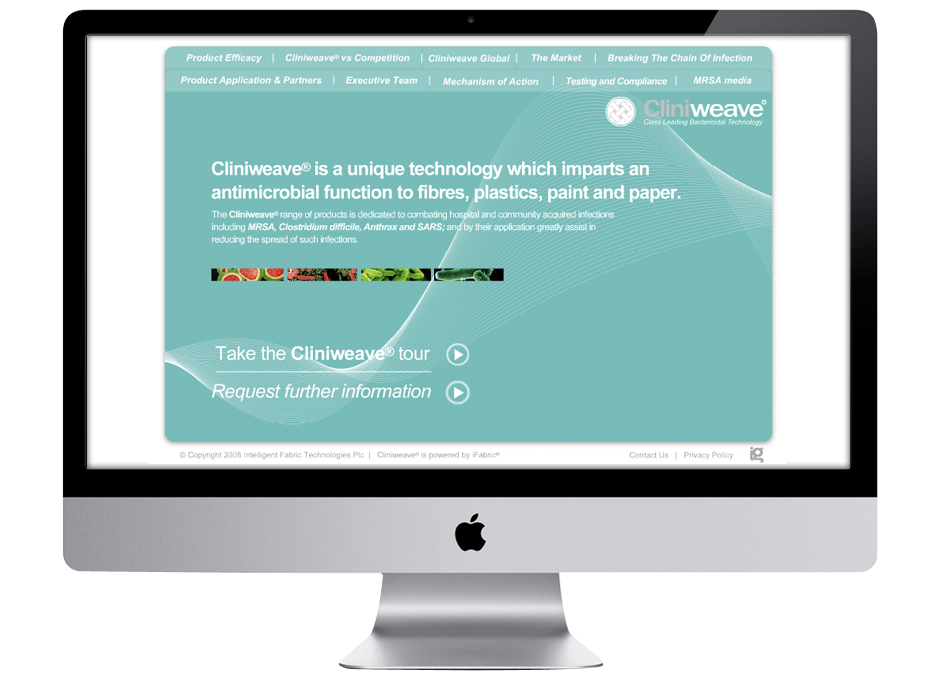 Product Efficacy | Cliniweave® vs Competition | Cliniweave Global | The Market | Breaking The Chain Of Infection
Product Application & Partners | Executive Team | Mechanism of Action | Testing and Compliance | MRSA media
Cliniweave®
Class Leading Bactericidal Technology
Cliniweave® is a unique technology which imparts an
antimicrobial function to fibres, plastics, paint and paper.
The Cliniweave® range of products is dedicated to combating hospital and community acquired infections
including MRSA, Clostridium difficile, Anthrax and SARS; and by their application greatly assist in
reducing the spread of such infections.
Take the Cliniweave® tour
Request further information
© Copyright 2008 Intelligent Fabric Technologies Plc | Cliniweave® is powered by iFabric® Contact Us | Privacy Policy ig